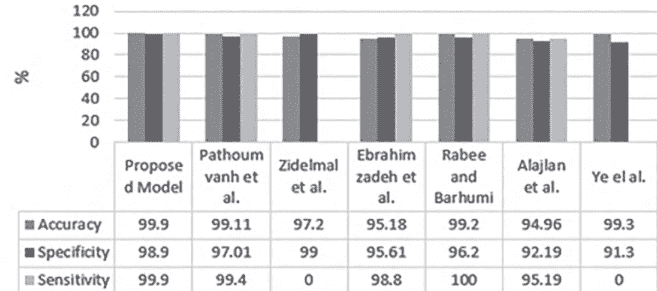 120
100
80
60
40
20
0
%
Propose
d Model
Pathoum
vanh et
al.
Zidelmal
et al.
Ebrahim
zadeh et
al.
Rabee
and
Barhumi
Alajlan
et al.
Ye el al.
Accuracy 99.9 99.11 97.2 95.18 99.2 94.96 99.3
Specificity 98.9 97.01 99 95.61 96.2 92.19 91.3
Sensitivity 99.9 99.4 0 98.8 100 95.19 0